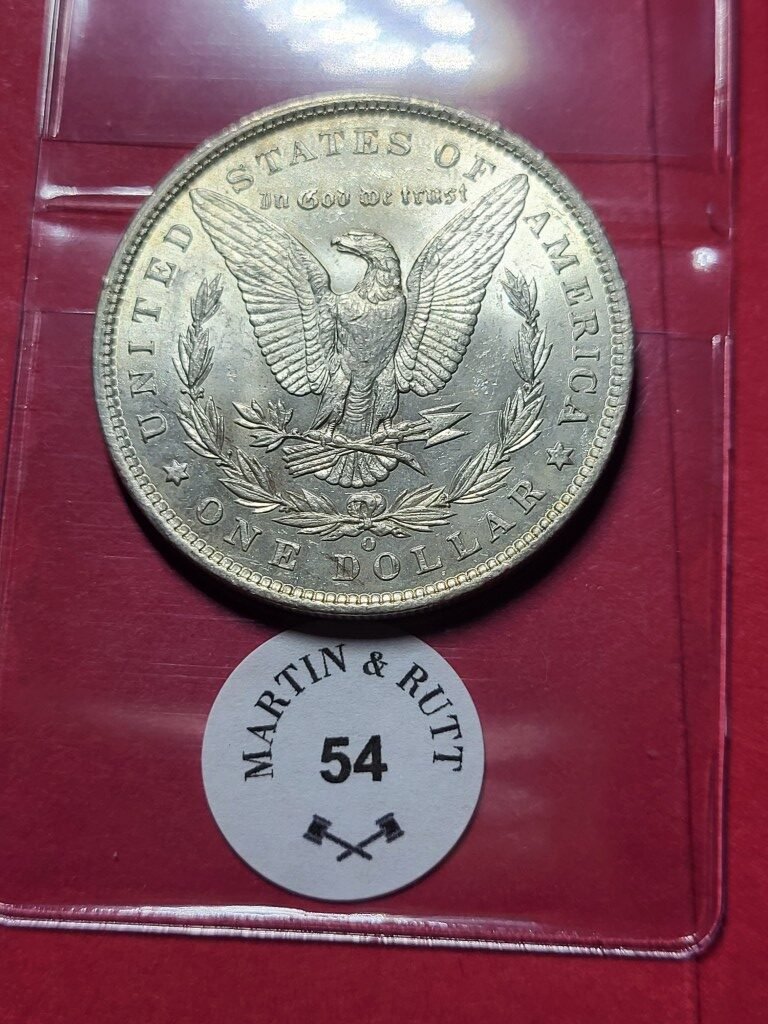 UNITED STATES OF AMERICA
In God we trust
O
ONE DOLLAR
MARTIN & RUTT
54